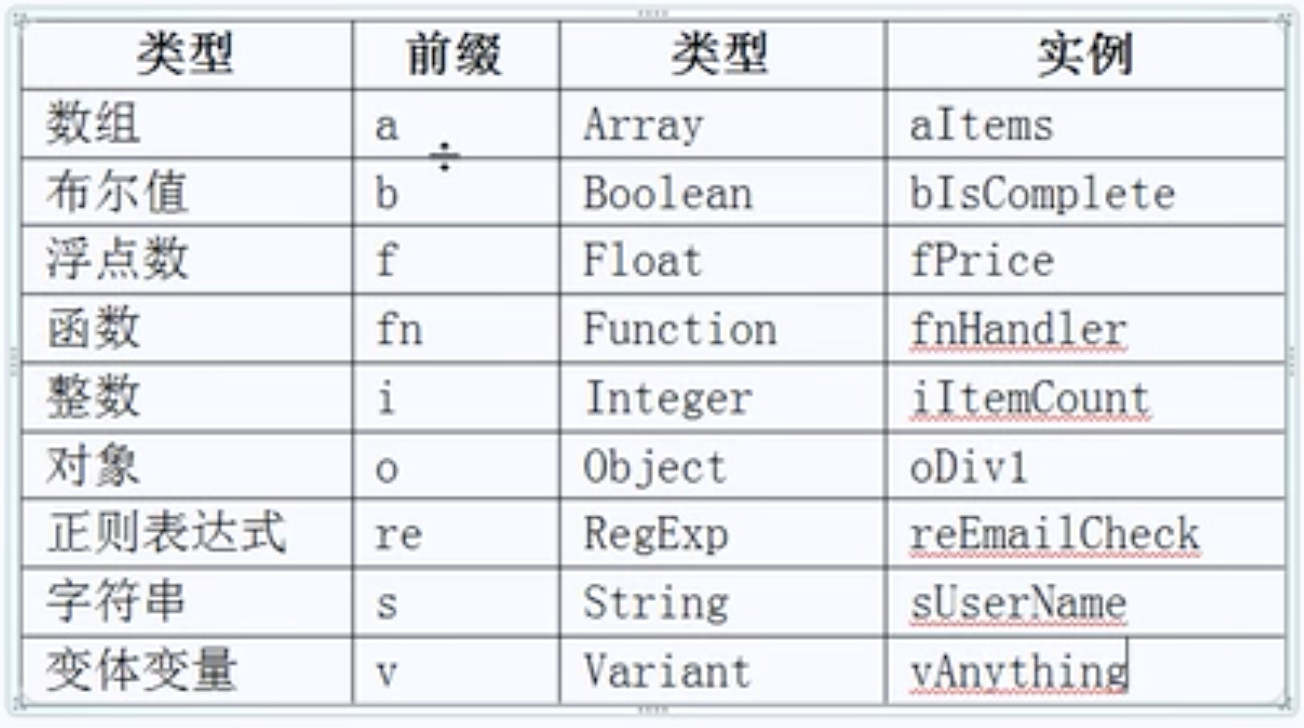 类型 前缀 类型 实例
数组 a Array aItems
布尔值 b Boolean bIsComplete
浮点数 f Float fPrice
函数 fn Function fnHandler
整数 i Integer iItemCount
对象 o Object oDiv1
正则表达式 re RegExp reEmailCheck
字符串 s String sUserName
变体变量 v Variant vAnything